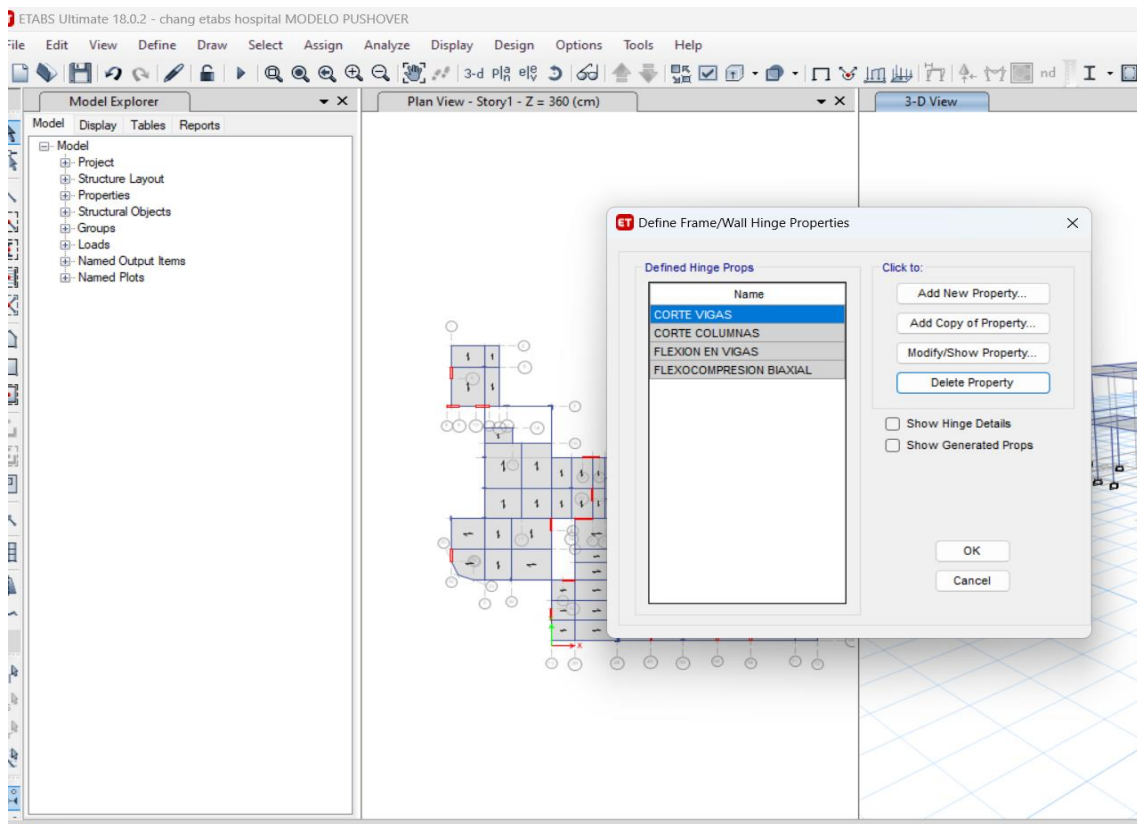 ETABS Ultimate 18.0.2 - chang etabs hospital MODELO PUSHOVER
File Edit View Define Draw Select Assign Analyze Display Design Options Tools Help
3-d nd
Model Explorer
Plan View - Story1 - Z = 360 (cm)
3-D View
Model Display Tables Reports
Model
Project
Structure Layout
Properties
Structural Objects
Groups
Loads
Named Output Items
Named Plots
ET Define Frame/Wall Hinge Properties
Defined Hinge Props
Name
CORTE VIGAS
CORTE COLUMNAS
FLEXION EN VIGAS
FLEXOCOMPRESION BIAXIAL
Click to:
Add New Property...
Add Copy of Property...
Modify/Show Property...
Delete Property
Show Hinge Details
Show Generated Props
OK
Cancel
X